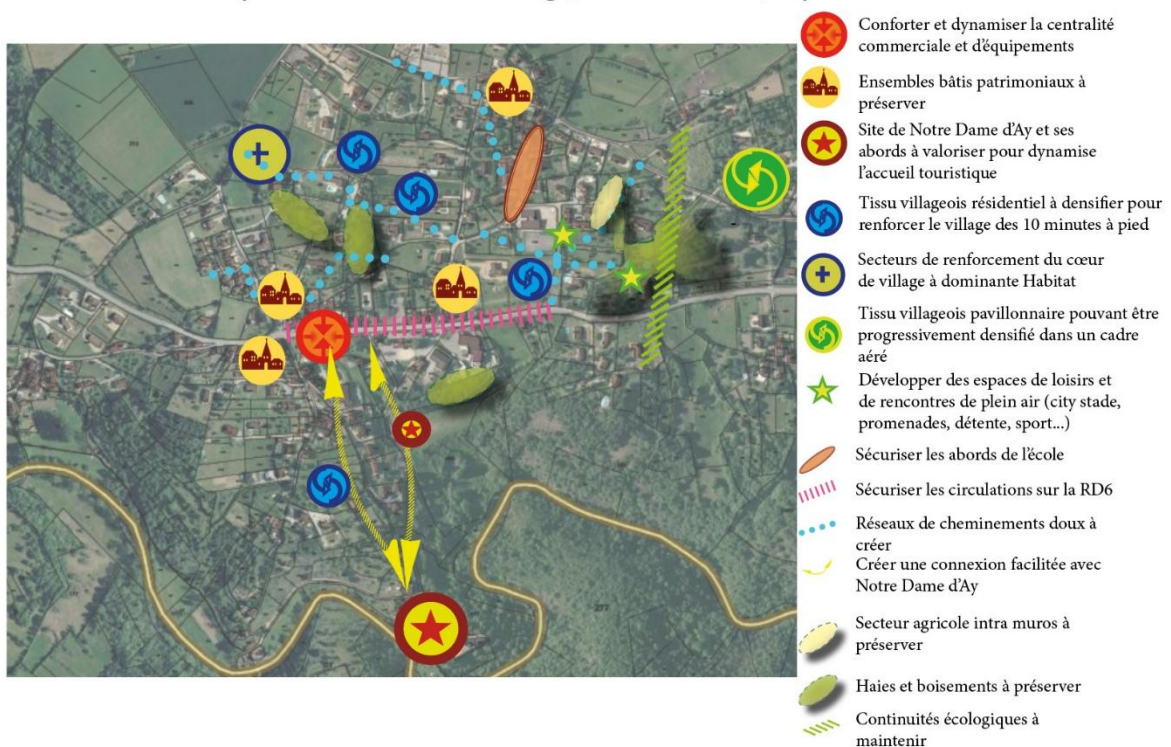 Conforter et dynamiser la centralité
commerciale et d'équipements
Ensembles bâtis patrimoniaux à
préserver
Site de Notre Dame d'Ay et ses
abords à valoriser pour dynamise
l'accueil touristique
Tissu villageois résidentiel à densifier pour
renforcer le village des 10 minutes à pied
Secteurs de renforcement du cœur
de village à dominante Habitat
Tissu villageois pavillonnaire pouvant être
progressivement densifié dans un cadre
aéré
Développer des espaces de loisirs et
de rencontres de plein air (city stade,
promenades, détente, sport...)
Sécuriser les abords de l'école
Sécuriser les circulations sur la RD6
Réseaux de cheminements doux à
créer
Créer une connexion facilitée avec
Notre Dame d'Ay
Secteur agricole intra muros à
préserver
Haies et boisements à préserver
Continuités écologiques à
maintenir